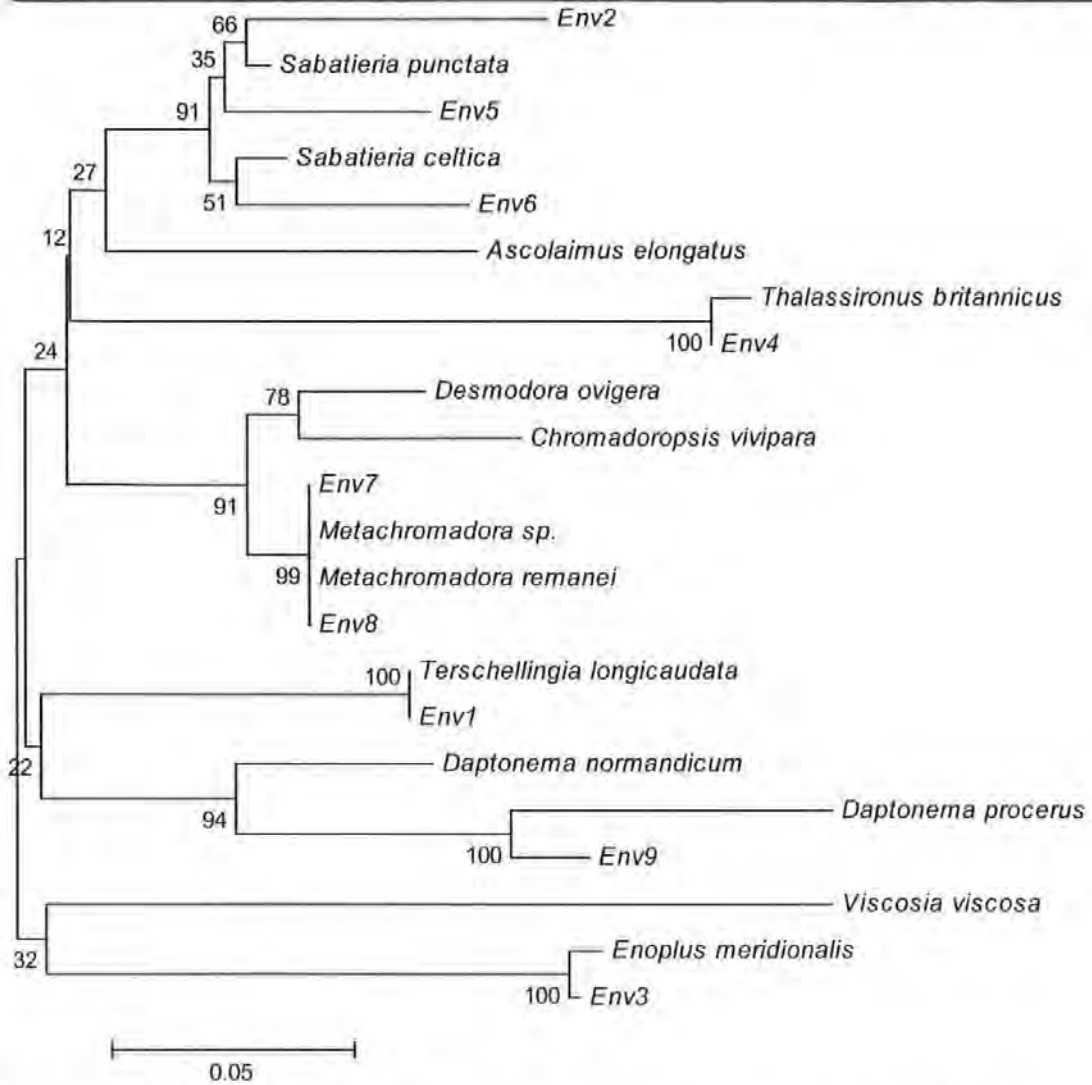 66
Env2
35
Sabatieria punctata
91
Env5
Sabatieria celtica
27
51
Env6
12
Ascolaimus elongatus
Thalassironus britannicus
24
100
Env4
78
Desmodora ovigera
Chromadoropsis vivipara
91
Env7
Metachromadora sp.
99
Metachromadora remanei
Env8
100
Terschellingia longicaudata
Env1
22
Daptonema normandicum
94
Daptonema procerus
100
Env9
Viscosia viscosa
32
Enoplus meridionalis
100
Env3
0.05